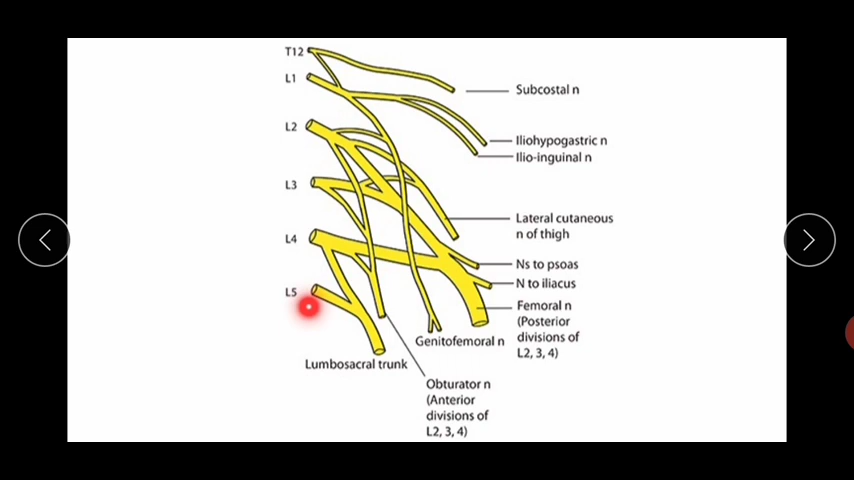 T12
L1
Subcostal n
L2
Iliohypogastric n
Ilio-inguinal n
L3
Lateral cutaneous
n of thigh
L4
Ns to psoas
N to iliacus
L5
Femoral n
(Posterior
divisions of
L2, 3, 4)
Genitofemoral n
Lumbosacral trunk
Obturator n
(Anterior
divisions of
L2, 3, 4)